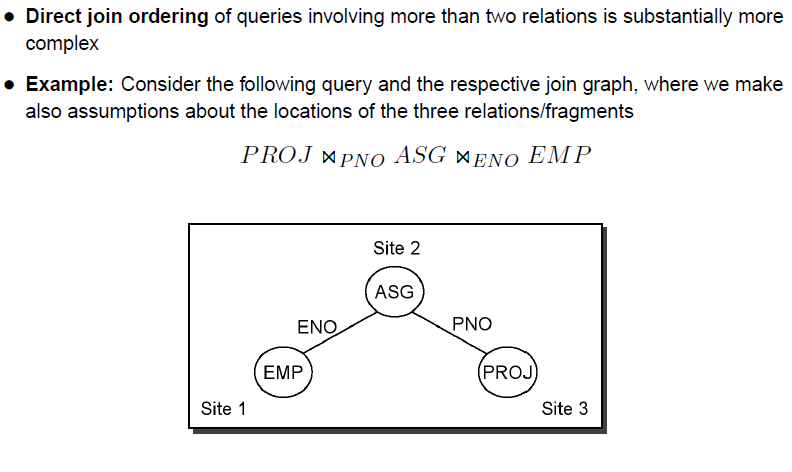 • Direct join ordering of queries involving more than two relations is substantially more
complex
• Example: Consider the following query and the respective join graph, where we make
also assumptions about the locations of the three relations/fragments
PROJ ⋈PNO ASG ⋈ENO EMP
Site 2
ASG
ENO
PNO
EMP
PROJ
Site 1
Site 3